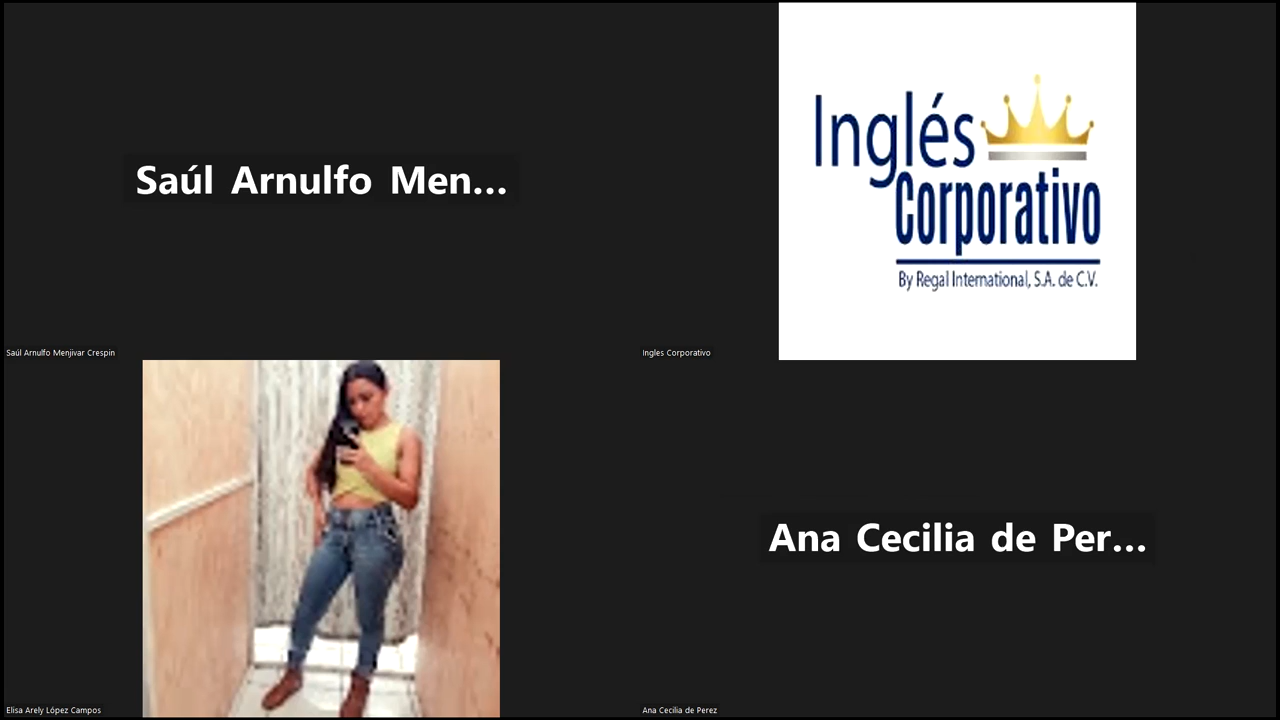 Saúl Arnulfo Men...
Saúl Arnulfo Menjivar Crespin
Inglés
Corporativo
By Regal International, S.A. de C.V.
Ingles Corporativo
Elisa Arely López Campos
Ana Cecilia de Per...
Ana Cecilia de Perez